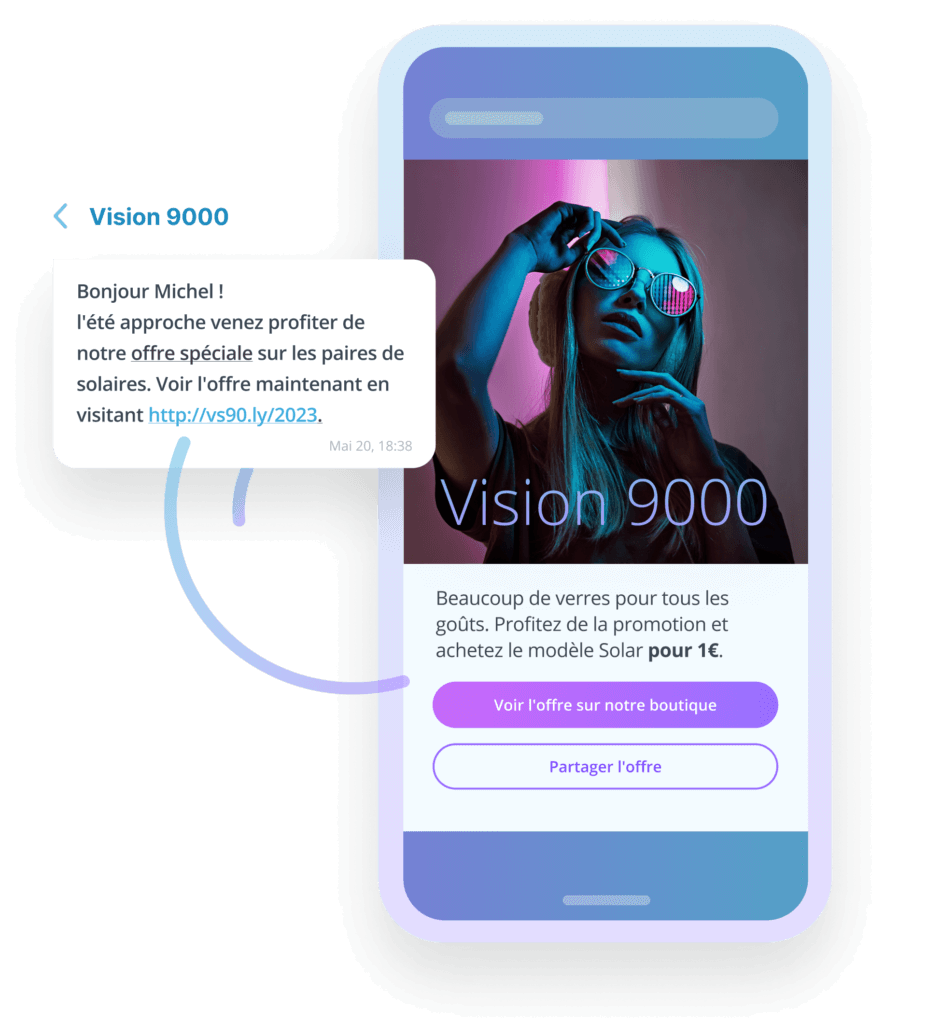 Vision 9000
Bonjour Michel !
l'été approche venez profiter de
notre offre spéciale sur les paires de
solaires. Voir l'offre maintenant en
visitant http://vs90.ly/2023.
Mai 20, 18:38
Vision 9000
Beaucoup de verres pour tous les
goûts. Profitez de la promotion et
achetez le modèle Solar pour 1€.
Voir l'offre sur notre boutique
Partager l'offre